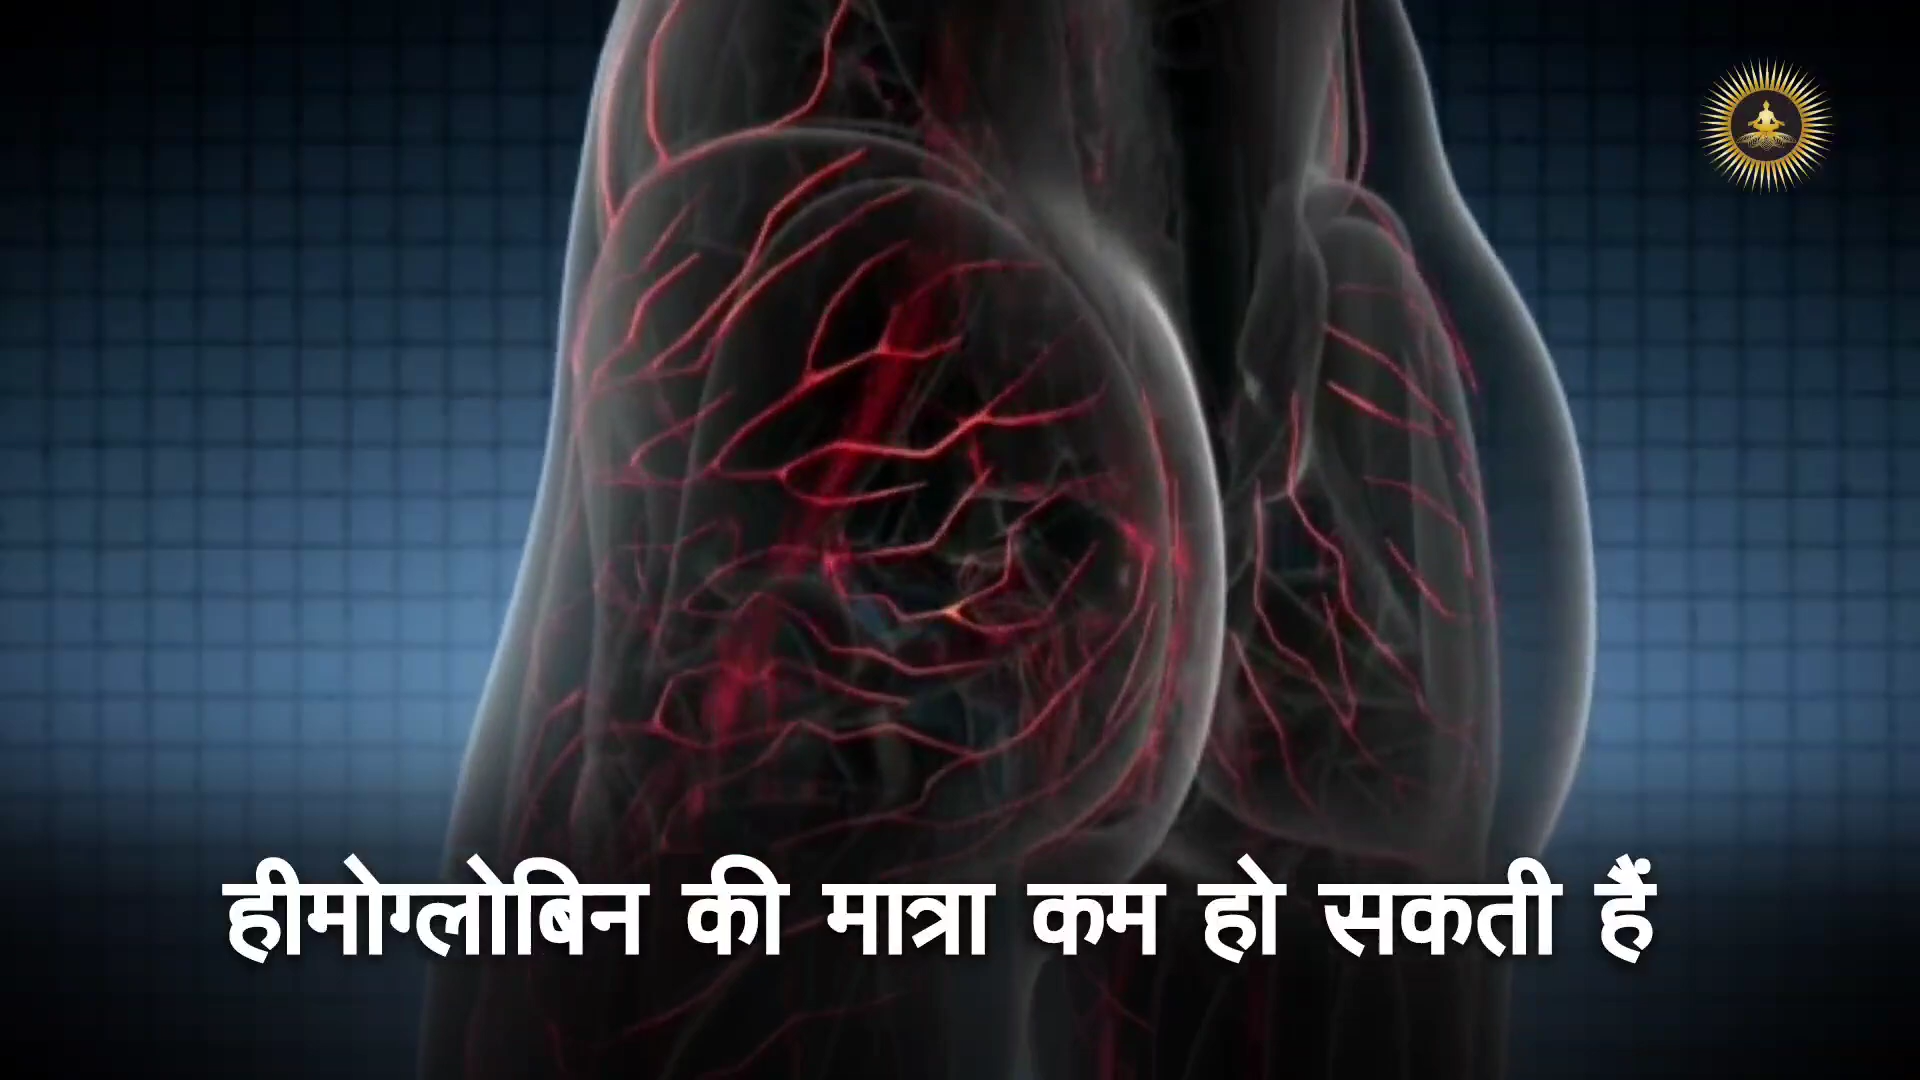 हीमोग्लोबिन की मात्रा कम हो सकती हैं